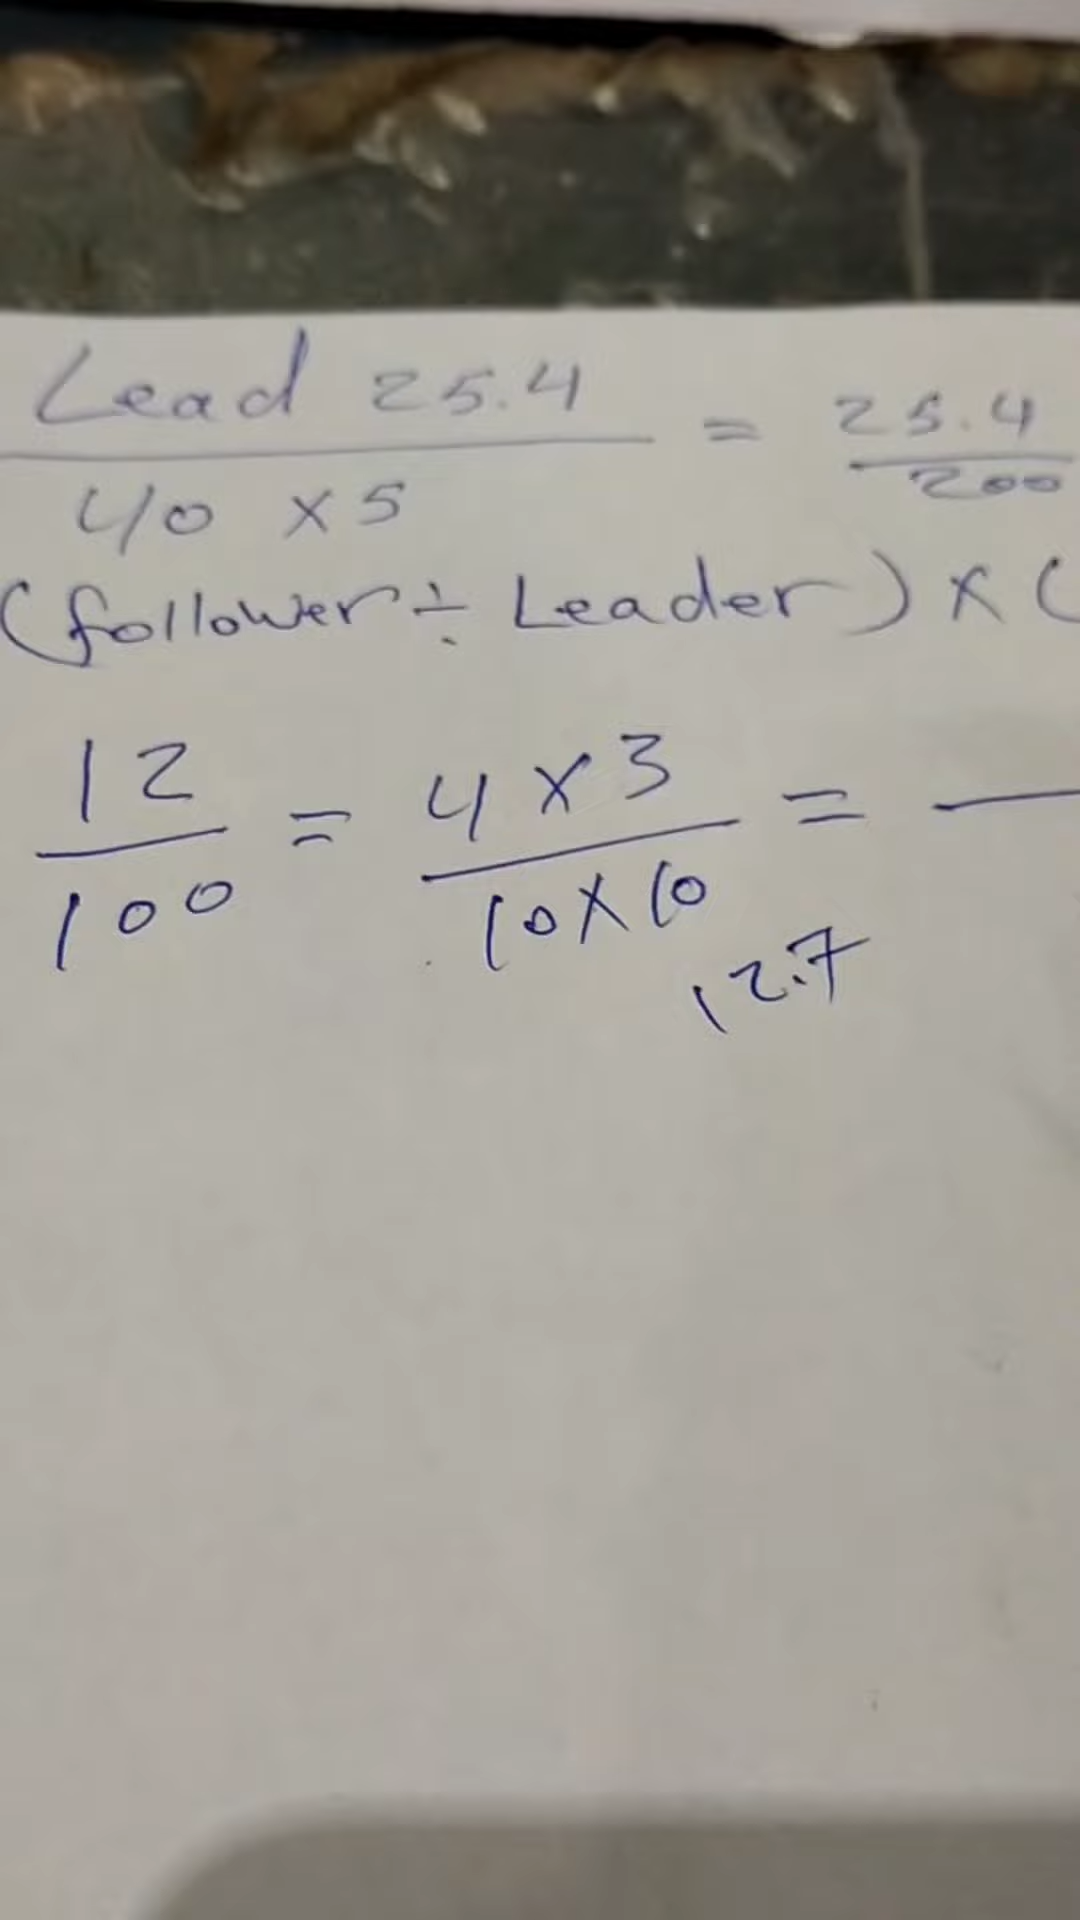 Lead 25.4 / 40 x 5 = 25.4 / 200
(follower ÷ Leader) x (
12 / 100 = 4 x 3 / 10 x 10 =
12.7